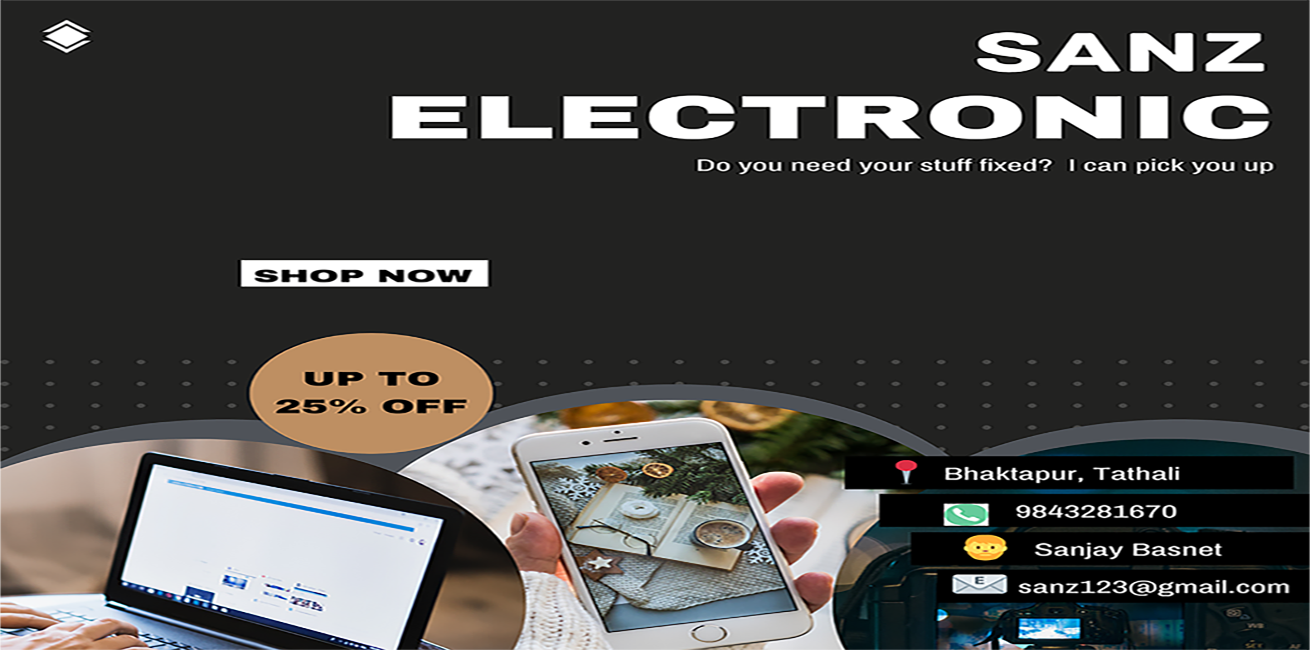 SANZ
ELECTRONIC
Do you need your stuff fixed? I can pick you up
SHOP NOW
UP TO
25% OFF
Bhaktapur, Tathali
9843281670
Sanjay Basnet
E
sanz123@gmail.com